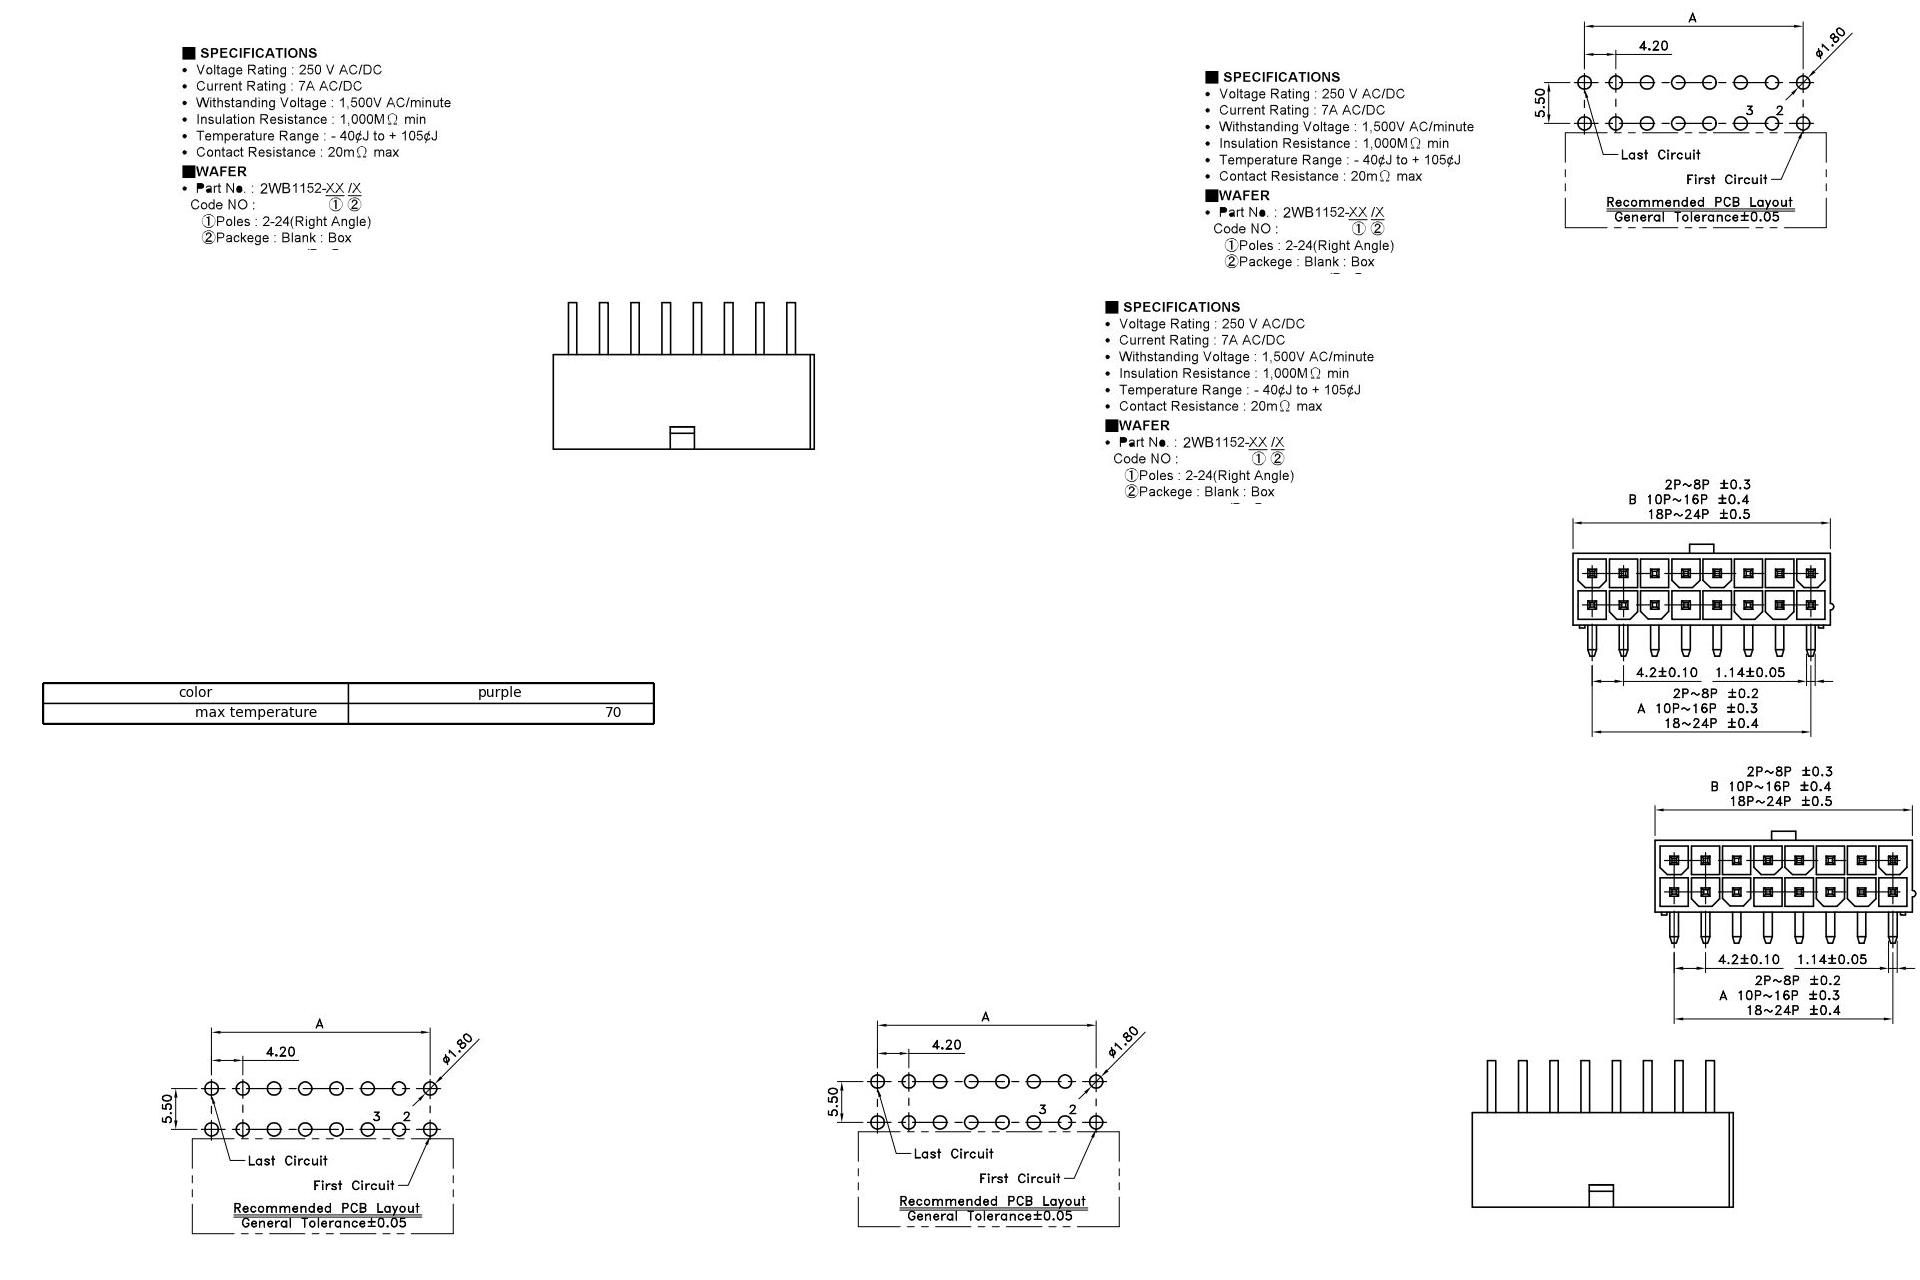 ■ SPECIFICATIONS
• Voltage Rating : 250 V AC/DC
• Current Rating : 7A AC/DC
• Withstanding Voltage : 1,500V AC/minute
• Insulation Resistance : 1,000MΩ min
• Temperature Range : - 40¢J to + 105¢J
• Contact Resistance : 20mΩ max
■WAFER
• Part No. : 2WB1152-XX /X
Code NO : ① ②
①Poles : 2-24(Right Angle)
②Packege : Blank : Box
■ SPECIFICATIONS
• Voltage Rating : 250 V AC/DC
• Current Rating : 7A AC/DC
• Withstanding Voltage : 1,500V AC/minute
• Insulation Resistance : 1,000MΩ min
• Temperature Range : - 40¢J to + 105¢J
• Contact Resistance : 20mΩ max
■WAFER
• Part No. : 2WB1152-XX /X
Code NO : ① ②
①Poles : 2-24(Right Angle)
②Packege : Blank : Box
A
4.20
ø1.80
5.50
3 2
Last Circuit
First Circuit
Recommended PCB Layout
General Tolerance±0.05
■ SPECIFICATIONS
• Voltage Rating : 250 V AC/DC
• Current Rating : 7A AC/DC
• Withstanding Voltage : 1,500V AC/minute
• Insulation Resistance : 1,000MΩ min
• Temperature Range : - 40¢J to + 105¢J
• Contact Resistance : 20mΩ max
■WAFER
• Part No. : 2WB1152-XX /X
Code NO : ① ②
①Poles : 2-24(Right Angle)
②Packege : Blank : Box
2P~8P ±0.3
B 10P~16P ±0.4
18P~24P ±0.5
4.2±0.10 1.14±0.05
2P~8P ±0.2
A 10P~16P ±0.3
18~24P ±0.4
color purple
max temperature 70
2P~8P ±0.3
B 10P~16P ±0.4
18P~24P ±0.5
4.2±0.10 1.14±0.05
2P~8P ±0.2
A 10P~16P ±0.3
18~24P ±0.4
A
4.20
ø1.80
5.50
3 2
Last Circuit
First Circuit
Recommended PCB Layout
General Tolerance±0.05
A
4.20
ø1.80
5.50
3 2
Last Circuit
First Circuit
Recommended PCB Layout
General Tolerance±0.05